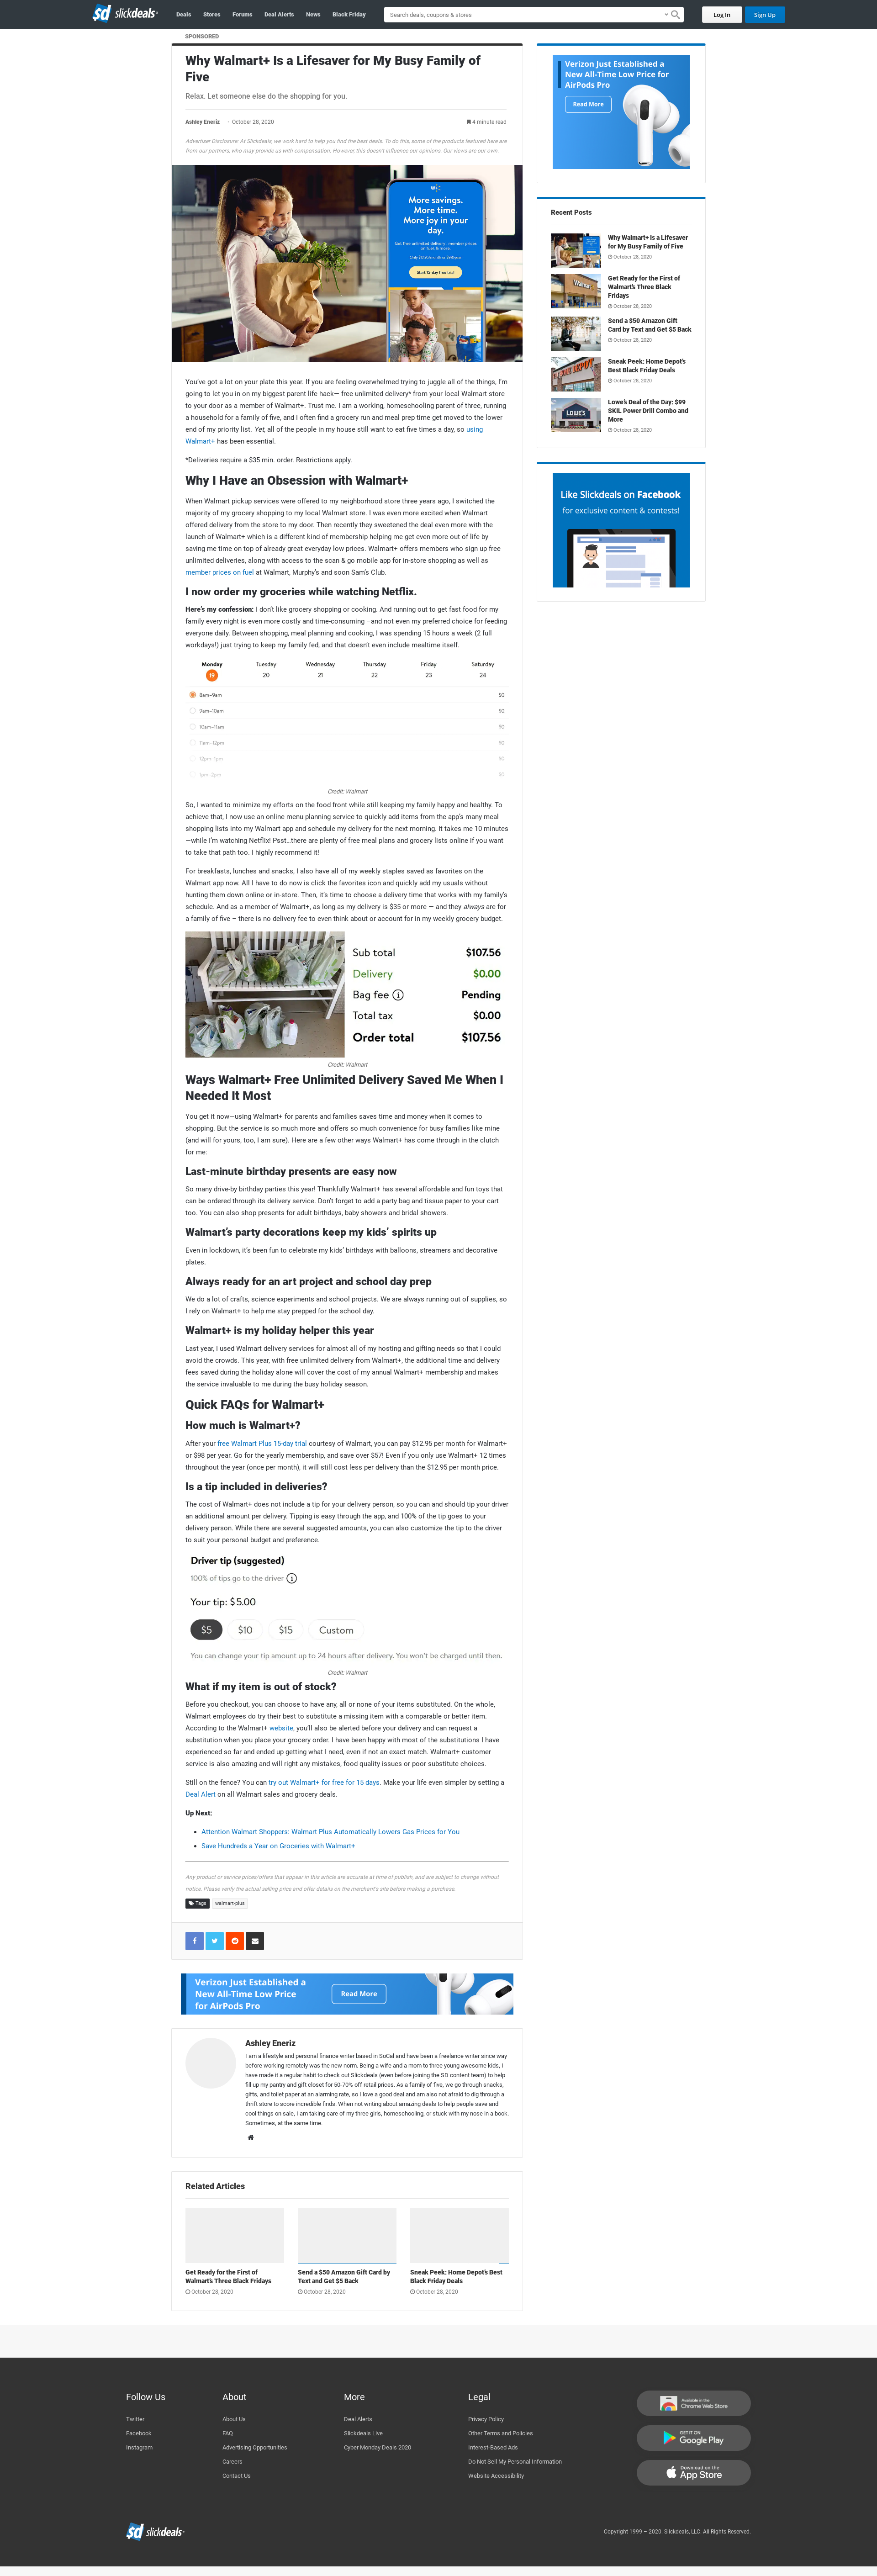 sd slickdeals
Deals Stores Forums Deal Alerts News Black Friday
Search deals, coupons & stores
Log In Sign Up
SPONSORED
Why Walmart+ Is a Lifesaver for My Busy Family of
Five
Relax. Let someone else do the shopping for you.
Ashley Eneriz - October 28, 2020 4 minute read
Advertiser Disclosure: At Slickdeals, we work hard to help you find the best deals. To do this, some of the products featured here are
from our partners, who may provide us with compensation. However, this doesn't influence our opinions. Our views are our own.
More savings.
More time.
More joy in your
day.
Get free unlimited delivery, member prices
on fuel, & more.
Only $12.95/month or $98/year.
Start 15-day free trial
You've got a lot on your plate this year. If you are feeling overwhelmed trying to juggle all of the things, I'm
going to let you in on my biggest parent life hack— free unlimited delivery* from your local Walmart store
to your door as a member of Walmart+. Trust me. I am a working, homeschooling parent of three, running
a household for a family of five, and I often find a grocery run and meal prep time get moved to the lower
end of my priority list. Yet, all of the people in my house still want to eat five times a day, so using
Walmart+ has been essential.
*Deliveries require a $35 min. order. Restrictions apply.
Why I Have an Obsession with Walmart+
When Walmart pickup services were offered to my neighborhood store three years ago, I switched the
majority of my grocery shopping to my local Walmart store. I was even more excited when Walmart
offered delivery from the store to my door. Then recently they sweetened the deal even more with the
launch of Walmart+ which is a different kind of membership helping me get even more out of life by
saving me time on top of already great everyday low prices. Walmart+ offers members who sign up free
unlimited deliveries, along with access to the scan & go mobile app for in-store shopping as well as
member prices on fuel at Walmart, Murphy's and soon Sam's Club.
I now order my groceries while watching Netflix.
Here's my confession: I don't like grocery shopping or cooking. And running out to get fast food for my
family every night is even more costly and time-consuming –and not even my preferred choice for feeding
everyone daily. Between shopping, meal planning and cooking, I was spending 15 hours a week (2 full
workdays!) just trying to keep my family fed, and that doesn't even include mealtime itself.
Monday Tuesday Wednesday Thursday Friday Saturday
19 20 21 22 23 24
8am–9am $0
9am–10am $0
10am–11am $0
11am–12pm $0
12pm–1pm $0
1pm–2pm $0
Credit: Walmart
So, I wanted to minimize my efforts on the food front while still keeping my family happy and healthy. To
achieve that, I now use an online menu planning service to quickly add items from the app's many meal
shopping lists into my Walmart app and schedule my delivery for the next morning. It takes me 10 minutes
—while I'm watching Netflix! Psst…there are plenty of free meal plans and grocery lists online if you want
to take that path too. I highly recommend it!
For breakfasts, lunches and snacks, I also have all of my weekly staples saved as favorites on the
Walmart app now. All I have to do now is click the favorites icon and quickly add my usuals without
hunting them down online or in-store. Then, it's time to choose a delivery time that works with my family's
schedule. And as a member of Walmart+, as long as my delivery is $35 or more — and they always are for
a family of five – there is no delivery fee to even think about or account for in my weekly grocery budget.
Sub total $107.56
Delivery $0.00
Bag fee Pending
Total tax $0.00
Order total $107.56
Credit: Walmart
Ways Walmart+ Free Unlimited Delivery Saved Me When I
Needed It Most
You get it now—using Walmart+ for parents and families saves time and money when it comes to
shopping. But the service is so much more and offers so much convenience for busy families like mine
(and will for yours, too, I am sure). Here are a few other ways Walmart+ has come through in the clutch
for me:
Last-minute birthday presents are easy now
So many drive-by birthday parties this year! Thankfully Walmart+ has several affordable and fun toys that
can be ordered through its delivery service. Don't forget to add a party bag and tissue paper to your cart
too. You can also shop presents for adult birthdays, baby showers and bridal showers.
Walmart's party decorations keep my kids' spirits up
Even in lockdown, it's been fun to celebrate my kids' birthdays with balloons, streamers and decorative
plates.
Always ready for an art project and school day prep
We do a lot of crafts, science experiments and school projects. We are always running out of supplies, so
I rely on Walmart+ to help me stay prepped for the school day.
Walmart+ is my holiday helper this year
Last year, I used Walmart delivery services for almost all of my hosting and gifting needs so that I could
avoid the crowds. This year, with free unlimited delivery from Walmart+, the additional time and delivery
fees saved during the holiday alone will cover the cost of my annual Walmart+ membership and makes
the service invaluable to me during the busy holiday season.
Quick FAQs for Walmart+
How much is Walmart+?
After your free Walmart Plus 15-day trial courtesy of Walmart, you can pay $12.95 per month for Walmart+
or $98 per year. Go for the yearly membership, and save over $57! Even if you only use Walmart+ 12 times
throughout the year (once per month), it will still cost less per delivery than the $12.95 per month price.
Is a tip included in deliveries?
The cost of Walmart+ does not include a tip for your delivery person, so you can and should tip your driver
an additional amount per delivery. Tipping is easy through the app, and 100% of the tip goes to your
delivery person. While there are several suggested amounts, you can also customize the tip to the driver
to suit your personal budget and preference.
Driver tip (suggested)
100% of tips go to the driver
Your tip: $5.00
$5 $10 $15 Custom
You can change your tip amount up to 24 hours after delivery. You won't be charged until then.
Credit: Walmart
What if my item is out of stock?
Before you checkout, you can choose to have any, all or none of your items substituted. On the whole,
Walmart employees do try their best to substitute a missing item with a comparable or better item.
According to the Walmart+ website, you'll also be alerted before your delivery and can request a
substitution when you place your grocery order. I have been happy with most of the substitutions I have
experienced so far and ended up getting what I need, even if not an exact match. Walmart+ customer
service is also amazing and will right any mistakes, food quality issues or poor substitute choices.
Still on the fence? You can try out Walmart+ for free for 15 days. Make your life even simpler by setting a
Deal Alert on all Walmart sales and grocery deals.
Up Next:
• Attention Walmart Shoppers: Walmart Plus Automatically Lowers Gas Prices for You
• Save Hundreds a Year on Groceries with Walmart+
Any product or service prices/offers that appear in this article are accurate at time of publish, and are subject to change without
notice. Please verify the actual selling price and offer details on the merchant's site before making a purchase.
Tags walmart-plus
Verizon Just Established a
New All-Time Low Price
for AirPods Pro
Read More
Ashley Eneriz
I am a lifestyle and personal finance writer based in SoCal and have been a freelance writer since way
before working remotely was the new norm. Being a wife and a mom to three young awesome kids, I
have made it a regular habit to check out Slickdeals (even before joining the SD content team) to help
fill up my pantry and gift closet for 50-70% off retail prices. As a family of five, we go through snacks,
gifts, and toilet paper at an alarming rate, so I love a good deal and am also not afraid to dig through a
thrift store to score incredible finds. When not writing about amazing deals to help people save and
cool things on sale, I am taking care of my three girls, homeschooling, or stuck with my nose in a book.
Sometimes, at the same time.
Related Articles
Get Ready for the First of
Walmart's Three Black Fridays
October 28, 2020
Send a $50 Amazon Gift Card by
Text and Get $5 Back
October 28, 2020
Sneak Peek: Home Depot's Best
Black Friday Deals
October 28, 2020
Verizon Just Established a
New All-Time Low Price for
AirPods Pro
Read More
Recent Posts
Why Walmart+ Is a Lifesaver
for My Busy Family of Five
October 28, 2020
Walmart
Get Ready for the First of
Walmart's Three Black
Fridays
October 28, 2020
Send a $50 Amazon Gift
Card by Text and Get $5 Back
October 28, 2020
THE HOME DEPOT
Sneak Peek: Home Depot's
Best Black Friday Deals
October 28, 2020
LOWE'S
Lowe's Deal of the Day: $99
SKIL Power Drill Combo and
More
October 28, 2020
Like Slickdeals on Facebook
for exclusive content & contests!
Follow Us
Twitter
Facebook
Instagram
About
About Us
FAQ
Advertising Opportunities
Careers
Contact Us
More
Deal Alerts
Slickdeals Live
Cyber Monday Deals 2020
Legal
Privacy Policy
Other Terms and Policies
Interest-Based Ads
Do Not Sell My Personal Information
Website Accessibility
Available in the
Chrome Web Store
GET IT ON
Google Play
Download on the
App Store
sd slickdeals
Copyright 1999 – 2020. Slickdeals, LLC. All Rights Reserved.